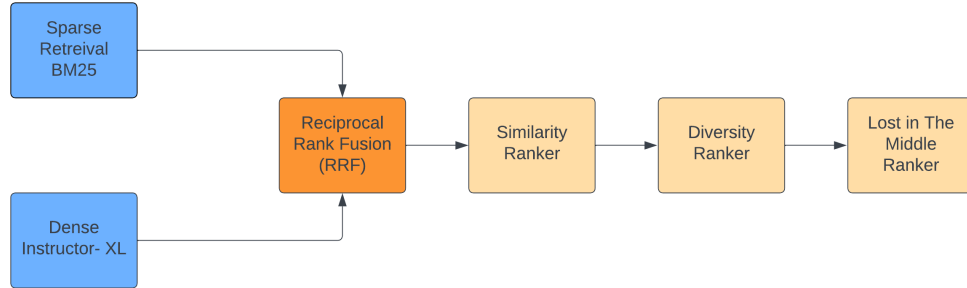 Sparse
Retreival
BM25
Reciprocal
Rank Fusion
(RRF)
Similarity
Ranker
Diversity
Ranker
Lost in The
Middle
Ranker
Dense
Instructor- XL